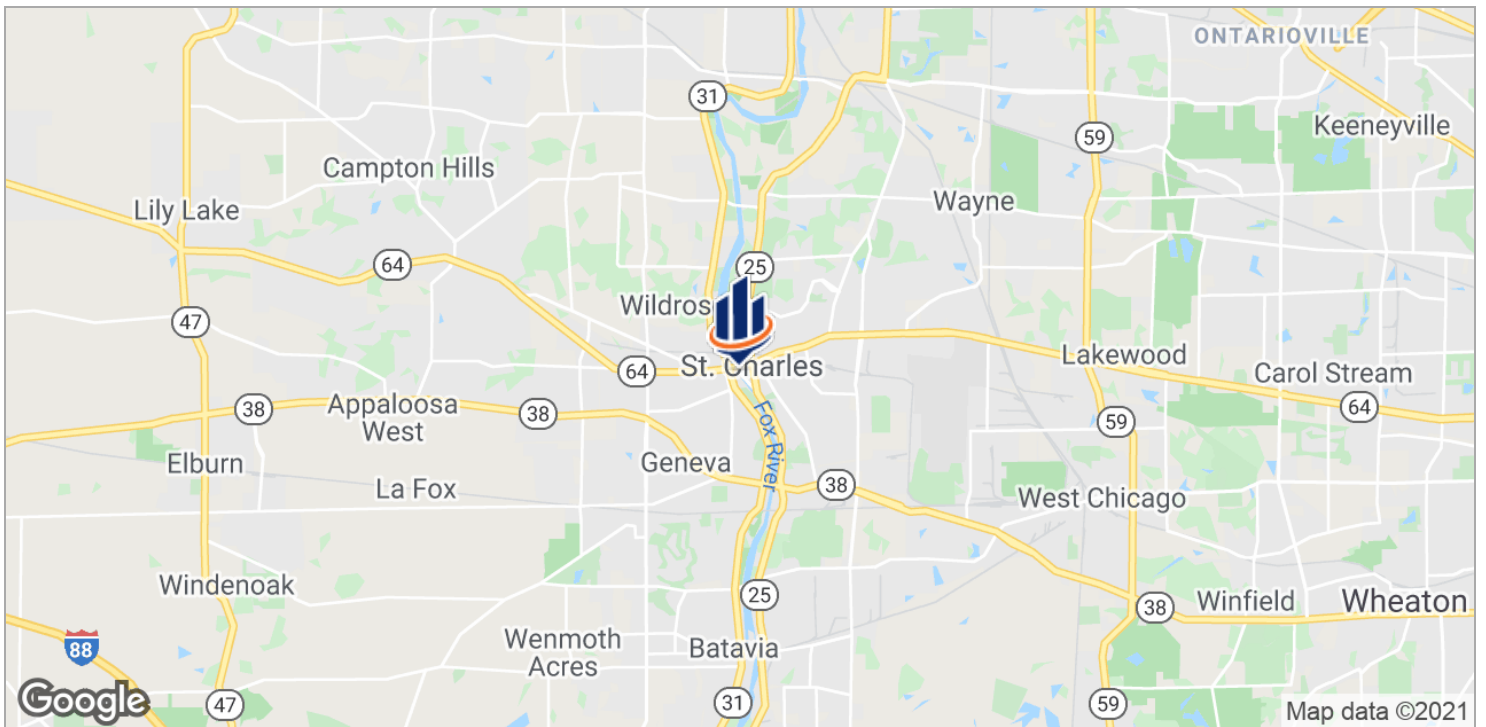 ONTARIOVILLE
31
Keeneyville
59
Campton Hills
Wayne
Lily Lake
64
25
Wildros
47
Lakewood
St. Charles
64
Carol Stream
Appaloosa
West
38
38
64
59
Fox River
Elburn
Geneva
La Fox
38
West Chicago
Windenoak
25
38
Winfield
Wheaton
Wenmoth
Acres
Batavia
88
Google
47
31
59
Map data ©2021